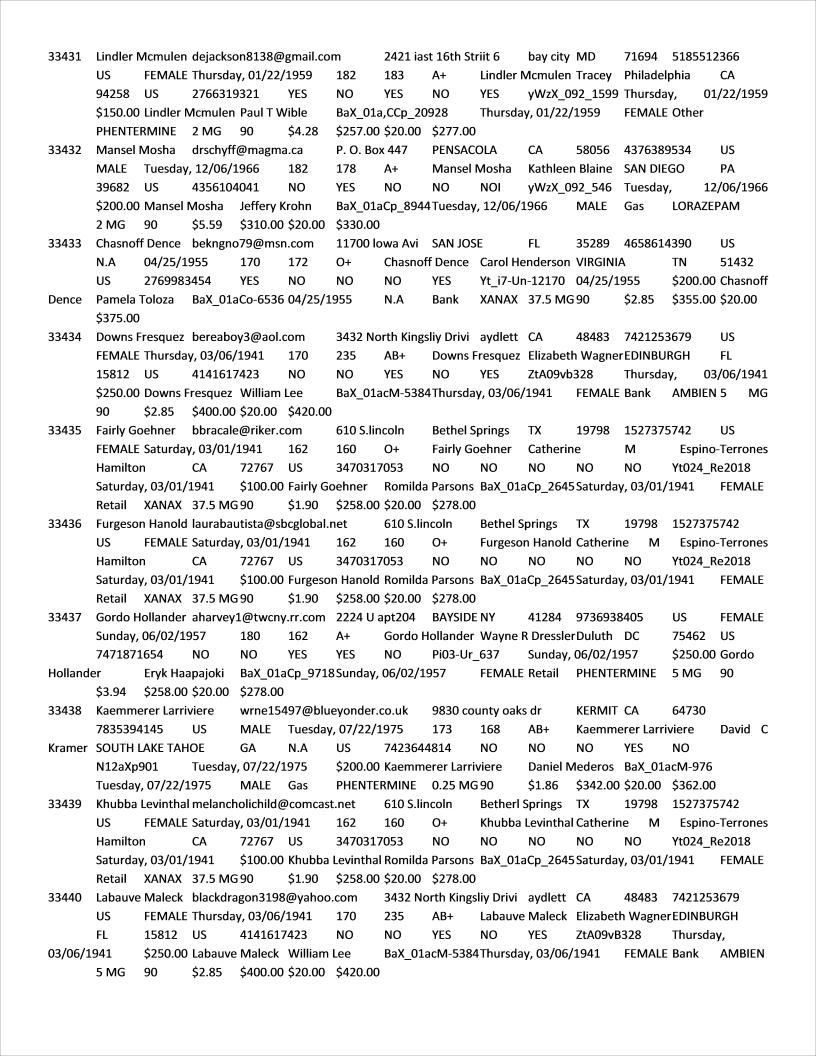 33431 Lindler Mcmulen dejackson8138@gmail.com 2421 iast 16th Striit 6 bay city MD 71694 5185512366
US FEMALE Thursday, 01/22/1959 182 183 A+ Lindler Mcmulen Tracey Philadelphia CA
94258 US 2766319321 YES NO YES NO YES yWzX_092_1599 Thursday, 01/22/1959
$150.00 Lindler Mcmulen Paul T Wible BaX_01a,CCp_20928 Thursday, 01/22/1959 FEMALE Other
PHENTERMINE 2 MG 90 $4.28 $257.00 $20.00 $277.00
33432 Mansel Mosha drschyff@magma.ca P. O. Box 447 PENSACOLA CA 58056 4376389534 US
MALE Tuesday, 12/06/1966 182 178 A+ Mansel Mosha Kathleen Blaine SAN DIEGO PA
39682 US 4356104041 NO YES NO NO NOI yWzX_092_546 Tuesday, 12/06/1966
$200.00 Mansel Mosha Jeffery Krohn BaX_01aCp_8944 Tuesday, 12/06/1966 MALE Gas LORAZEPAM
2 MG 90 $5.59 $310.00 $20.00 $330.00
33433 Chasnoff Dence bekngno79@msn.com 11700 lowa Avi SAN JOSE FL 35289 4658614390 US
N.A 04/25/1955 170 172 O+ Chasnoff Dence Carol Henderson VIRGINIA TN 51432
US 2769983454 YES NO NO NO YES Yt_i7-Un-12170 04/25/1955 $200.00 Chasnoff
Dence Pamela Toloza BaX_01aCo-6536 04/25/1955 N.A Bank XANAX 37.5 MG 90 $2.85 $355.00 $20.00
$375.00
33434 Downs Fresquez bereaboy3@aol.com 3432 North Kingsliy Drivi aydlett CA 48483 7421253679 US
FEMALE Thursday, 03/06/1941 170 235 AB+ Downs Fresquez Elizabeth Wagner EDINBURGH FL
15812 US 4141617423 NO NO YES NO YES ZtA09vb328 Thursday, 03/06/1941
$250.00 Downs Fresquez William Lee BaX_01acM-5384 Thursday, 03/06/1941 FEMALE Bank AMBIEN 5 MG
90 $2.85 $400.00 $20.00 $420.00
33435 Fairly Goehner bbracale@riker.com 610 S.lincoln Bethel Springs TX 19798 1527375742 US
FEMALE Saturday, 03/01/1941 162 160 O+ Fairly Goehner Catherine M Espino-Terrones
Hamilton CA 72767 US 3470317053 NO NO NO NO NO Yt024_Re2018
Saturday, 03/01/1941 $100.00 Fairly Goehner Romilda Parsons BaX_01aCp_2645 Saturday, 03/01/1941 FEMALE
Retail XANAX 37.5 MG 90 $1.90 $258.00 $20.00 $278.00
33436 Furgeson Hanold laurabautista@sbcglobal.net 610 S.lincoln Bethel Springs TX 19798 1527375742
US FEMALE Saturday, 03/01/1941 162 160 O+ Furgeson Hanold Catherine M Espino-Terrones
Hamilton CA 72767 US 3470317053 NO NO NO NO NO Yt024_Re2018
Saturday, 03/01/1941 $100.00 Furgeson Hanold Romilda Parsons BaX_01aCp_2645 Saturday, 03/01/1941 FEMALE
Retail XANAX 37.5 MG 90 $1.90 $258.00 $20.00 $278.00
33437 Gordo Hollander aharvey1@twcny.rr.com 2224 U apt204 BAYSIDE NY 41284 9736938405 US FEMALE
Sunday, 06/02/1957 180 162 A+ Gordo Hollander Wayne R Dressler Duluth DC 75462 US
7471871654 NO NO YES YES NO Pi03-Ur_637 Sunday, 06/02/1957 $250.00 Gordo
Hollander Eryk Haapajoki BaX_01aCp_9718 Sunday, 06/02/1957 FEMALE Retail PHENTERMINE 5 MG 90
$3.94 $258.00 $20.00 $278.00
33438 Kaemmerer Larriviere wrne15497@blueyonder.co.uk 9830 county oaks dr KERMIT CA 64730
7835394145 US MALE Tuesday, 07/22/1975 173 168 AB+ Kaemmerer Larriviere David C
Kramer SOUTH LAKE TAHOE GA N.A US 7423644814 NO NO NO YES NO
N12aXp901 Tuesday, 07/22/1975 $200.00 Kaemmerer Larriviere Daniel Mederos BaX_01acM-976
Tuesday, 07/22/1975 MALE Gas PHENTERMINE 0.25 MG 90 $1.86 $342.00 $20.00 $362.00
33439 Khubba Levinthal melancholichild@comcast.net 610 S.lincoln Betherl Springs TX 19798 1527375742
US FEMALE Saturday, 03/01/1941 162 160 O+ Khubba Levinthal Catherine M Espino-Terrones
Hamilton CA 72767 US 3470317053 NO NO NO NO NO Yt024_Re2018
Saturday, 03/01/1941 $100.00 Khubba Levinthal Romilda Parsons BaX_01aCp_2645 Saturday, 03/01/1941 FEMALE
Retail XANAX 37.5 MG 90 $1.90 $258.00 $20.00 $278.00
33440 Labauve Maleck blackdragon3198@yahoo.com 3432 North Kingsliy Drivi aydlett CA 48483 7421253679
US FEMALE Thursday, 03/06/1941 170 235 AB+ Labauve Maleck Elizabeth Wagner EDINBURGH
FL 15812 US 4141617423 NO NO YES NO YES ZtA09vB328 Thursday,
03/06/1941 $250.00 Labauve Maleck William Lee BaX_01acM-5384 Thursday, 03/06/1941 FEMALE Bank AMBIEN
5 MG 90 $2.85 $400.00 $20.00 $420.00